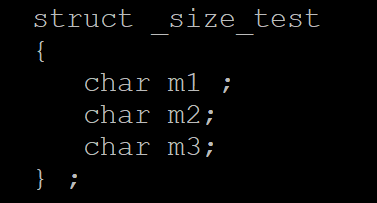 struct _size_test
{
   char m1 ;
   char m2;
   char m3;
} ;